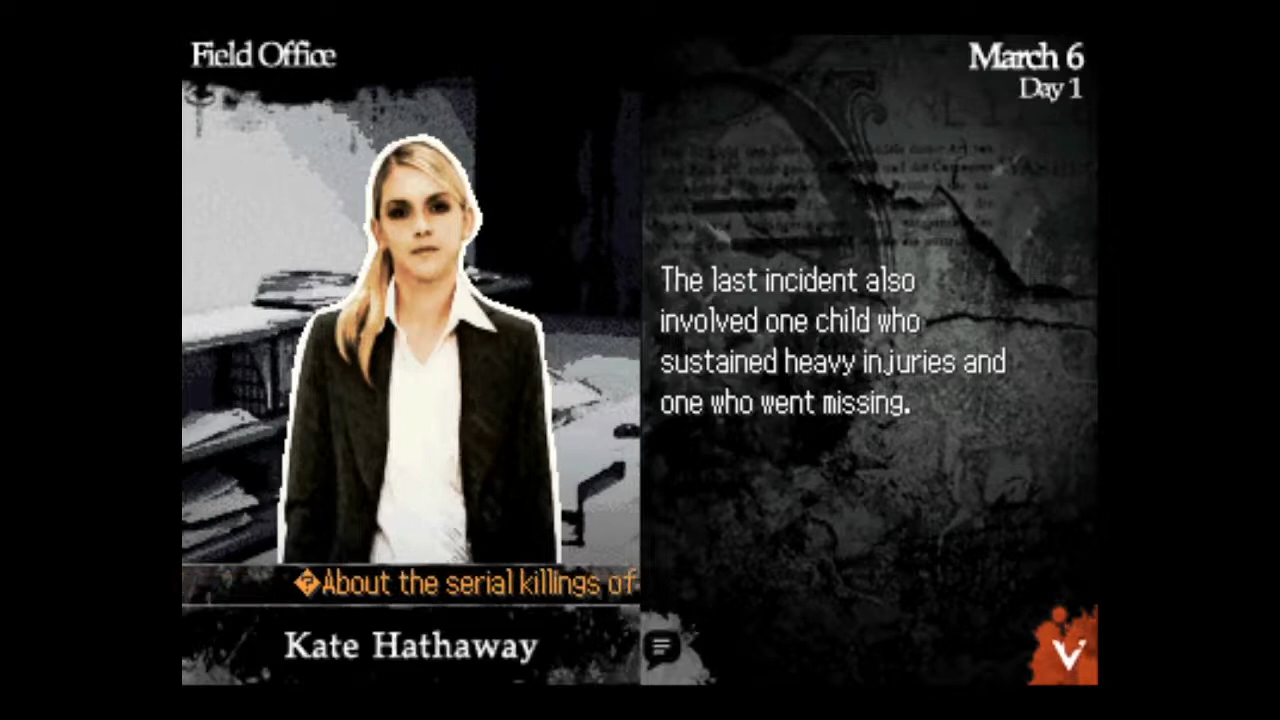 Field Office
March 6
Day 1
The last incident also
involved one child who
sustained heavy injuries and
one who went missing.
About the serial killings of
Kate Hathaway